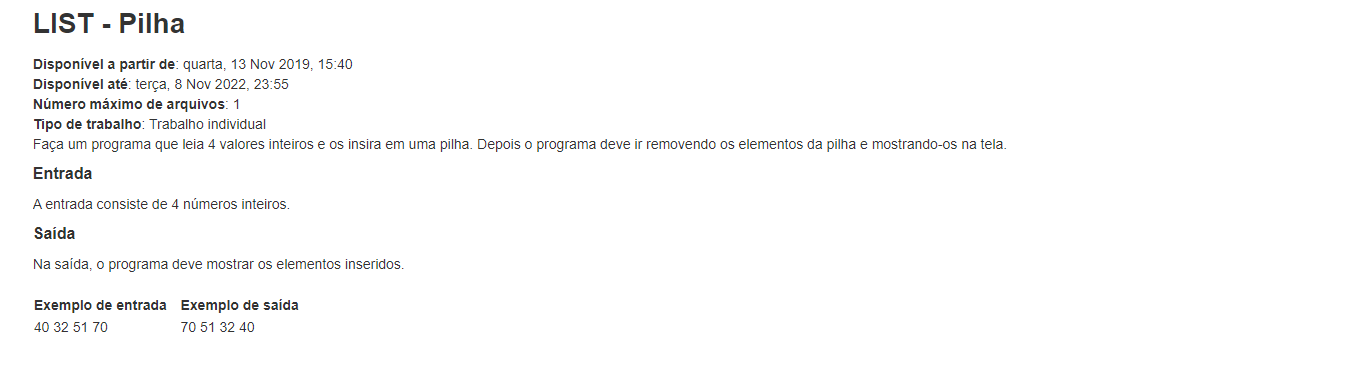 LIST - Pilha
Disponível a partir de: quarta, 13 Nov 2019, 15:40
Disponível até: terça, 8 Nov 2022, 23:55
Número máximo de arquivos: 1
Tipo de trabalho: Trabalho individual
Faça um programa que leia 4 valores inteiros e os insira em uma pilha. Depois o programa deve ir removendo os elementos da pilha e mostrando-os na tela.
Entrada
A entrada consiste de 4 números inteiros.
Saída
Na saída, o programa deve mostrar os elementos inseridos.
Exemplo de entrada Exemplo de saída
40 32 51 70 70 51 32 40